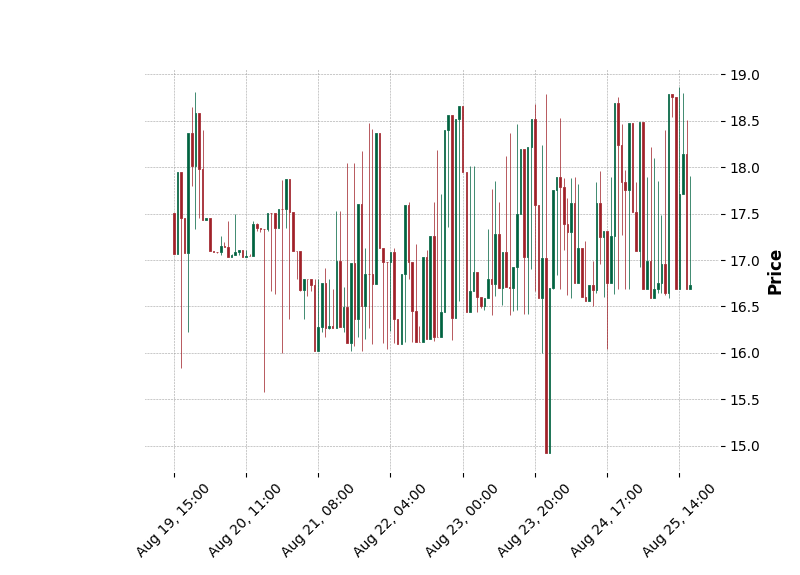 19.0
18.5
18.0
17.5
17.0
16.5
16.0
15.5
15.0
Price
Aug 19, 15:00
Aug 20, 11:00
Aug 21, 08:00
Aug 22, 04:00
Aug 23, 00:00
Aug 23, 20:00
Aug 24, 17:00
Aug 25, 14:00